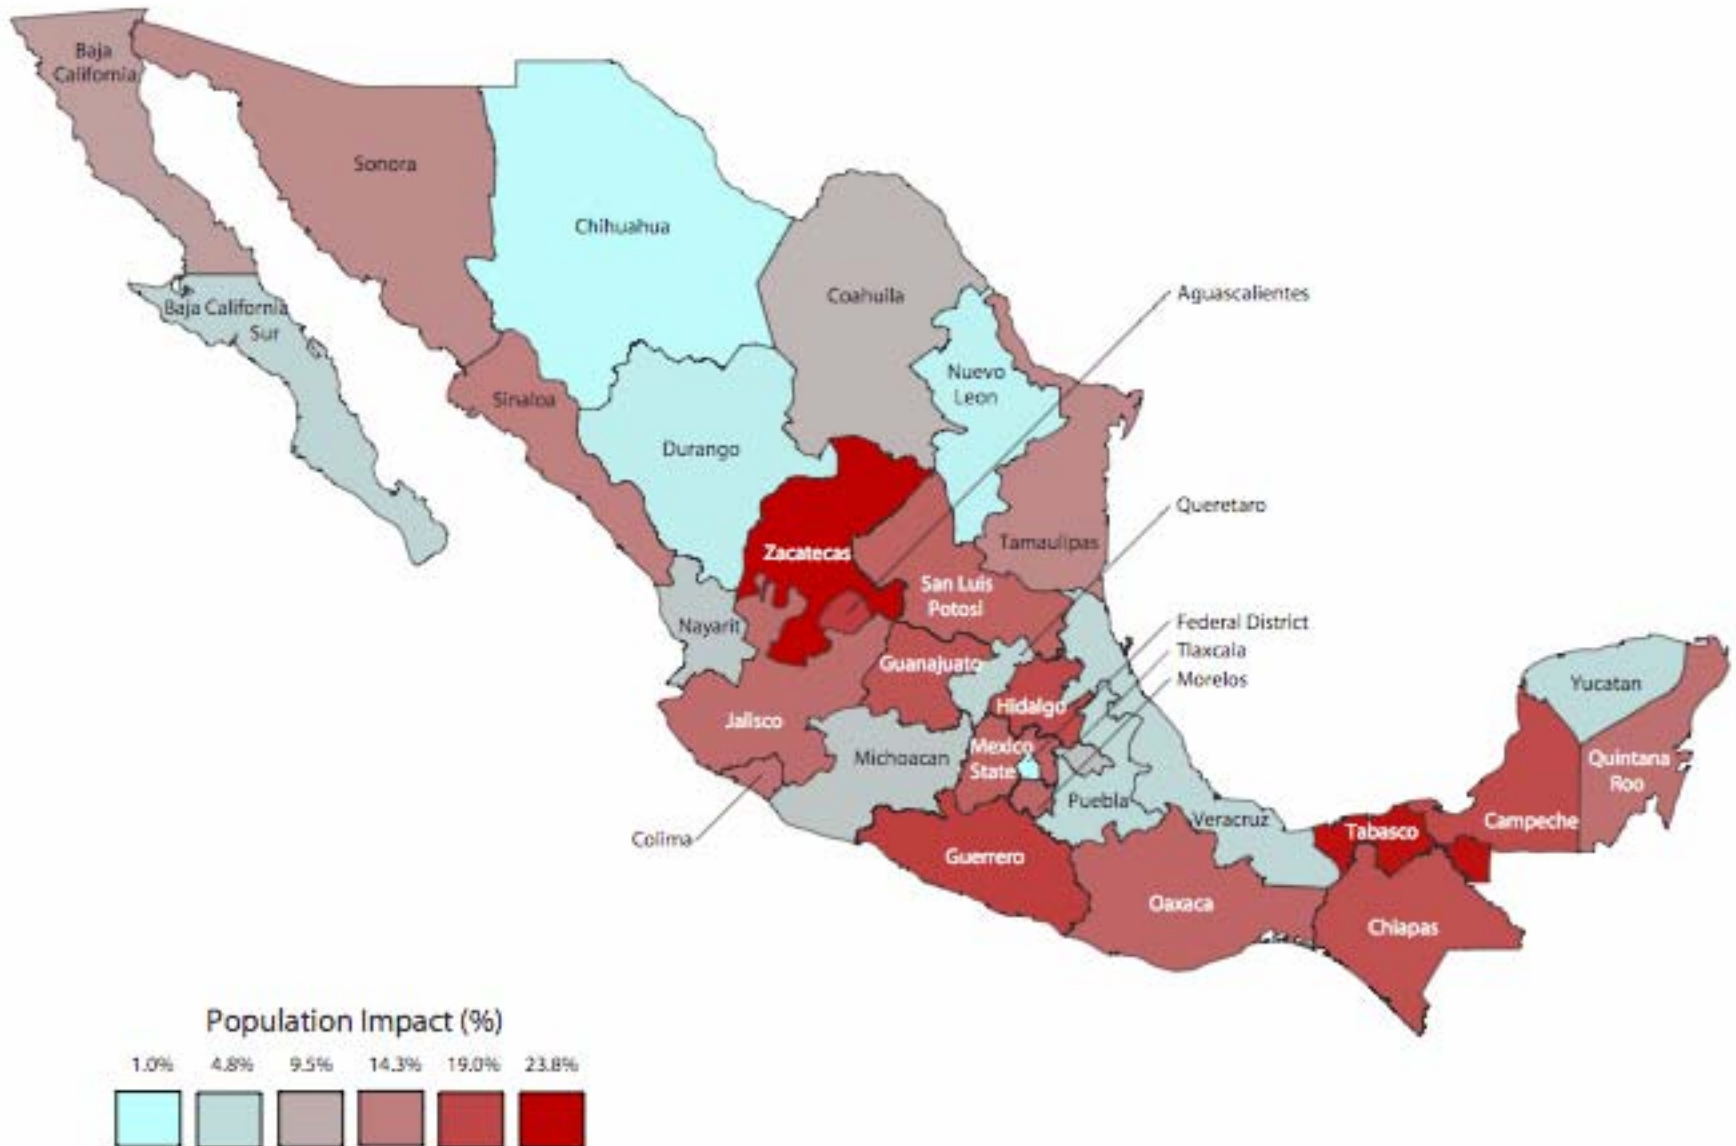 Baja
California
Sonora
Chihuahua
Coahuila
Aguascalientes
Baja California
Sur
Nuevo
Leon
Sinaloa
Durango
Queretaro
Tamaulipas
Zacatecas
San Luis
Potosi
Federal District
Nayarit
Tlaxcala
Guanajuato
Morelos
Yucatan
Hidalgo
Jalisco
Mexico
State
Michoacan
Quintana
Roo
Puebla
Veracruz
Campeche
Tabasco
Colima
Guerrero
Oaxaca
Chiapas
Population Impact (%)
1.0% 4.8% 9.5% 14.3% 19.0% 23.8%